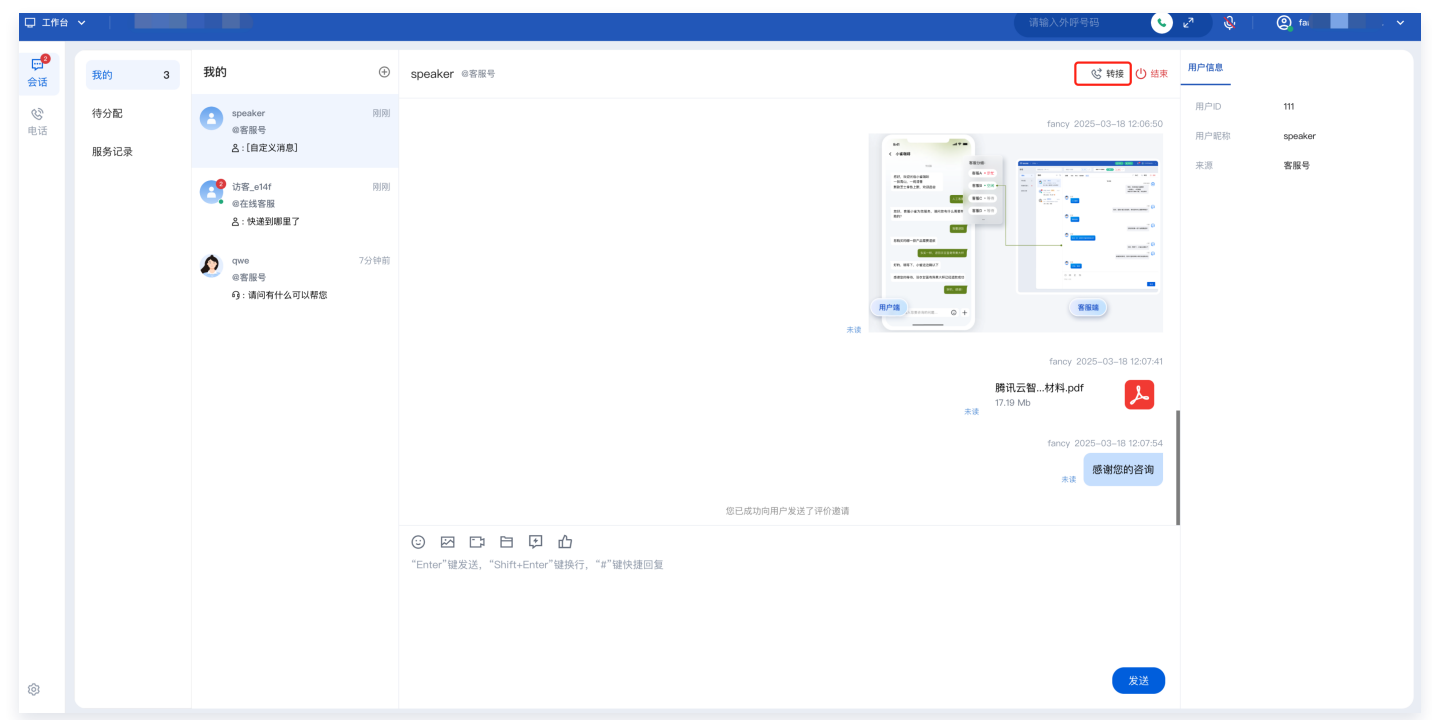 工作台
请输入外呼号码
2
会话
电话
我的 3
待分配
服务记录
我的
speaker 刚刚
@客服号
:[自定义消息]
2
访客_e14f 刚刚
@在线客服
: 快递到哪里了
qwe 7分钟前
@客服号
: 请问有什么可以帮您
speaker @客服号
转接
结束
fancy 2025-03-18 12:06:50
客服分配
用户端
客服端
未读
fancy 2025-03-18 12:07:41
腾讯云智...材料.pdf
17.19 Mb
未读
fancy 2025-03-18 12:07:54
感谢您的咨询
未读
您已成功向用户发送了评价邀请
“Enter”键发送，“Shift+Enter”键换行，“#”键快捷回复
发送
用户信息
用户ID 111
用户昵称 speaker
来源 客服号